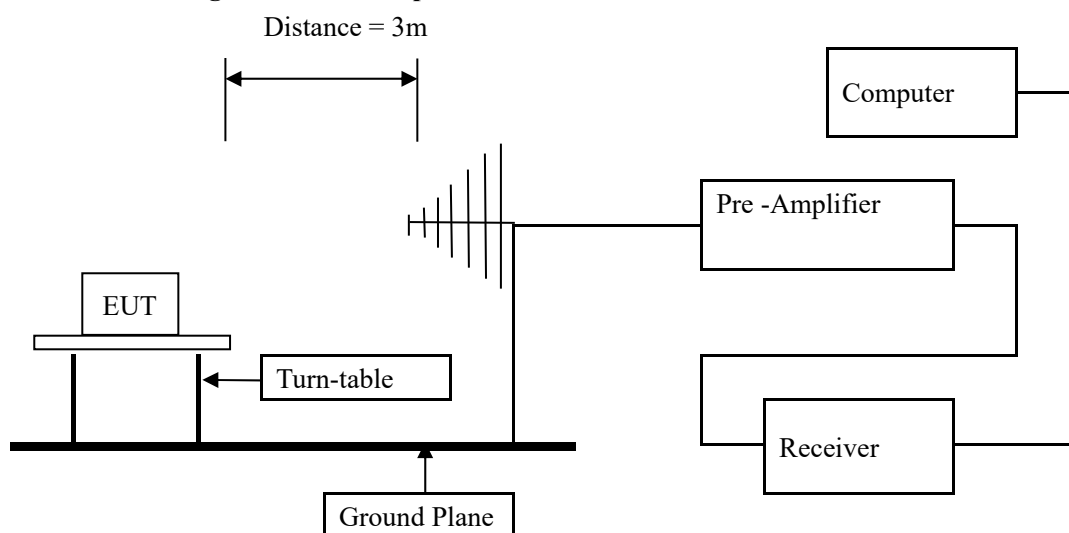 Distance = 3m
Computer
Pre -Amplifier
EUT
Turn-table
Receiver
Ground Plane